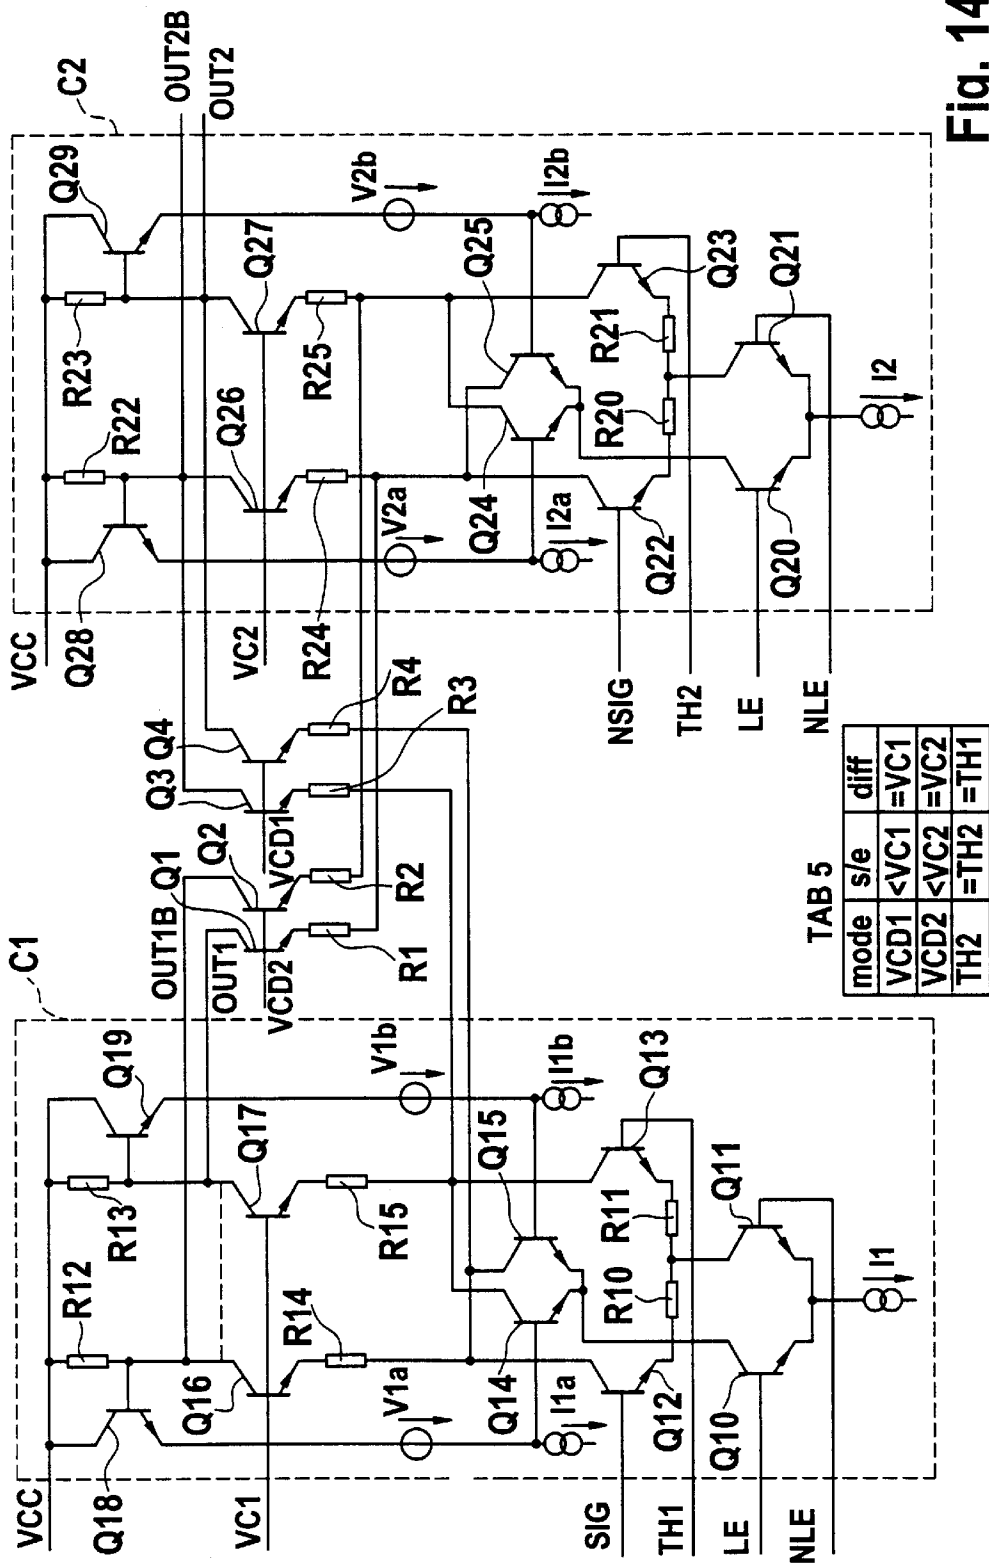 C1
OUT1B
OUT1
Q1
Q2
Q3
Q4
C2
OUT2B
OUT2
VCC
Q18
R12
R13
Q19
Q16
Q17
VC1
R14
R15
V1a
V1b
Q14
Q15
I1a
I1b
SIG
TH1
LE
NLE
Q12
Q13
R10
R11
Q10
Q11
I1
VCD2
VCD1
R1
R2
R3
R4
VCC
Q28
R22
R23
Q29
Q26
Q27
VC2
R24
R25
V2a
V2b
Q24
Q25
I2a
I2b
NSIG
TH2
LE
NLE
Q22
Q23
R20
R21
Q20
Q21
I2
TAB 5
mode s/e diff
VCD1 <VC1 =VC1
VCD2 <VC2 =VC2
TH2 =TH2 =TH1
Fig. 14